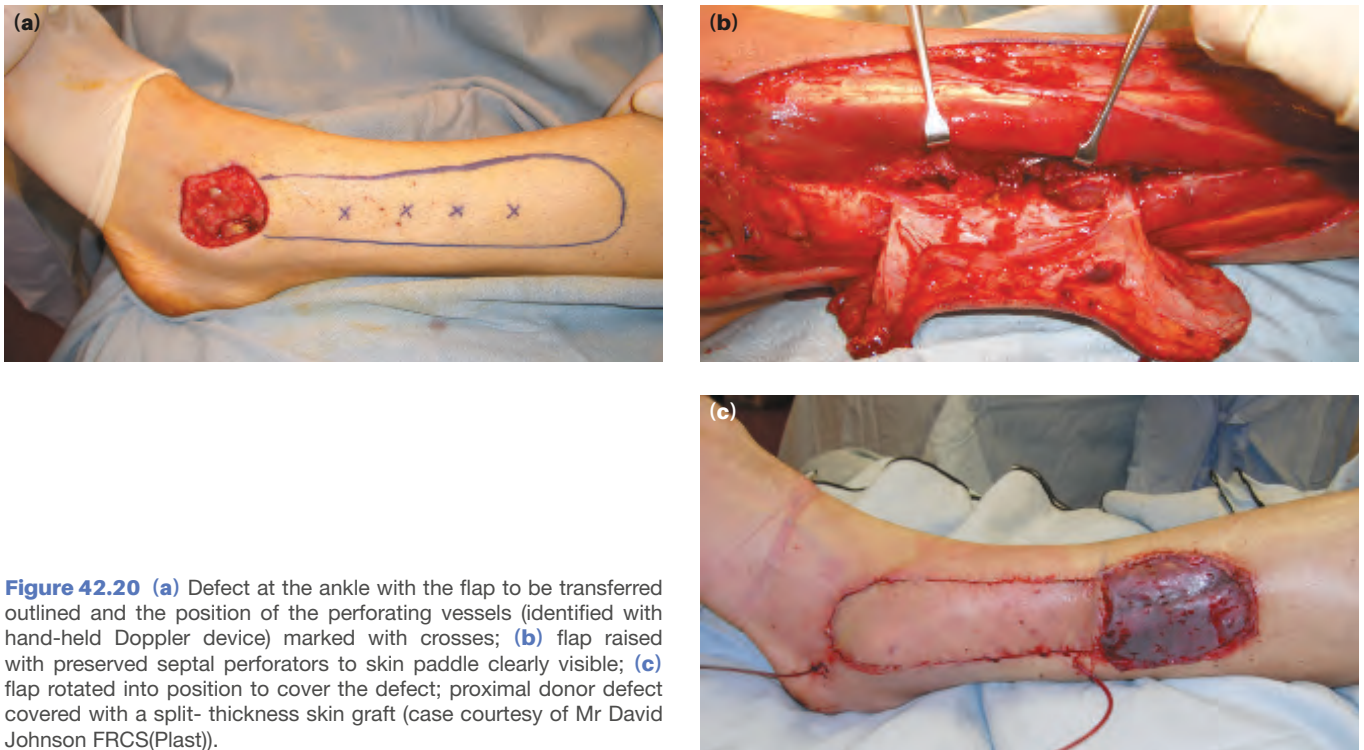 (a)
(b)
(c)
Figure 42.20 (a) Defect at the ankle with the flap to be transferred
outlined and the position of the perforating vessels (identified with
hand-held Doppler device) marked with crosses; (b) flap raised
with preserved septal perforators to skin paddle clearly visible; (c)
flap rotated into position to cover the defect; proximal donor defect
covered with a split- thickness skin graft (case courtesy of Mr David
Johnson FRCS(Plast)).